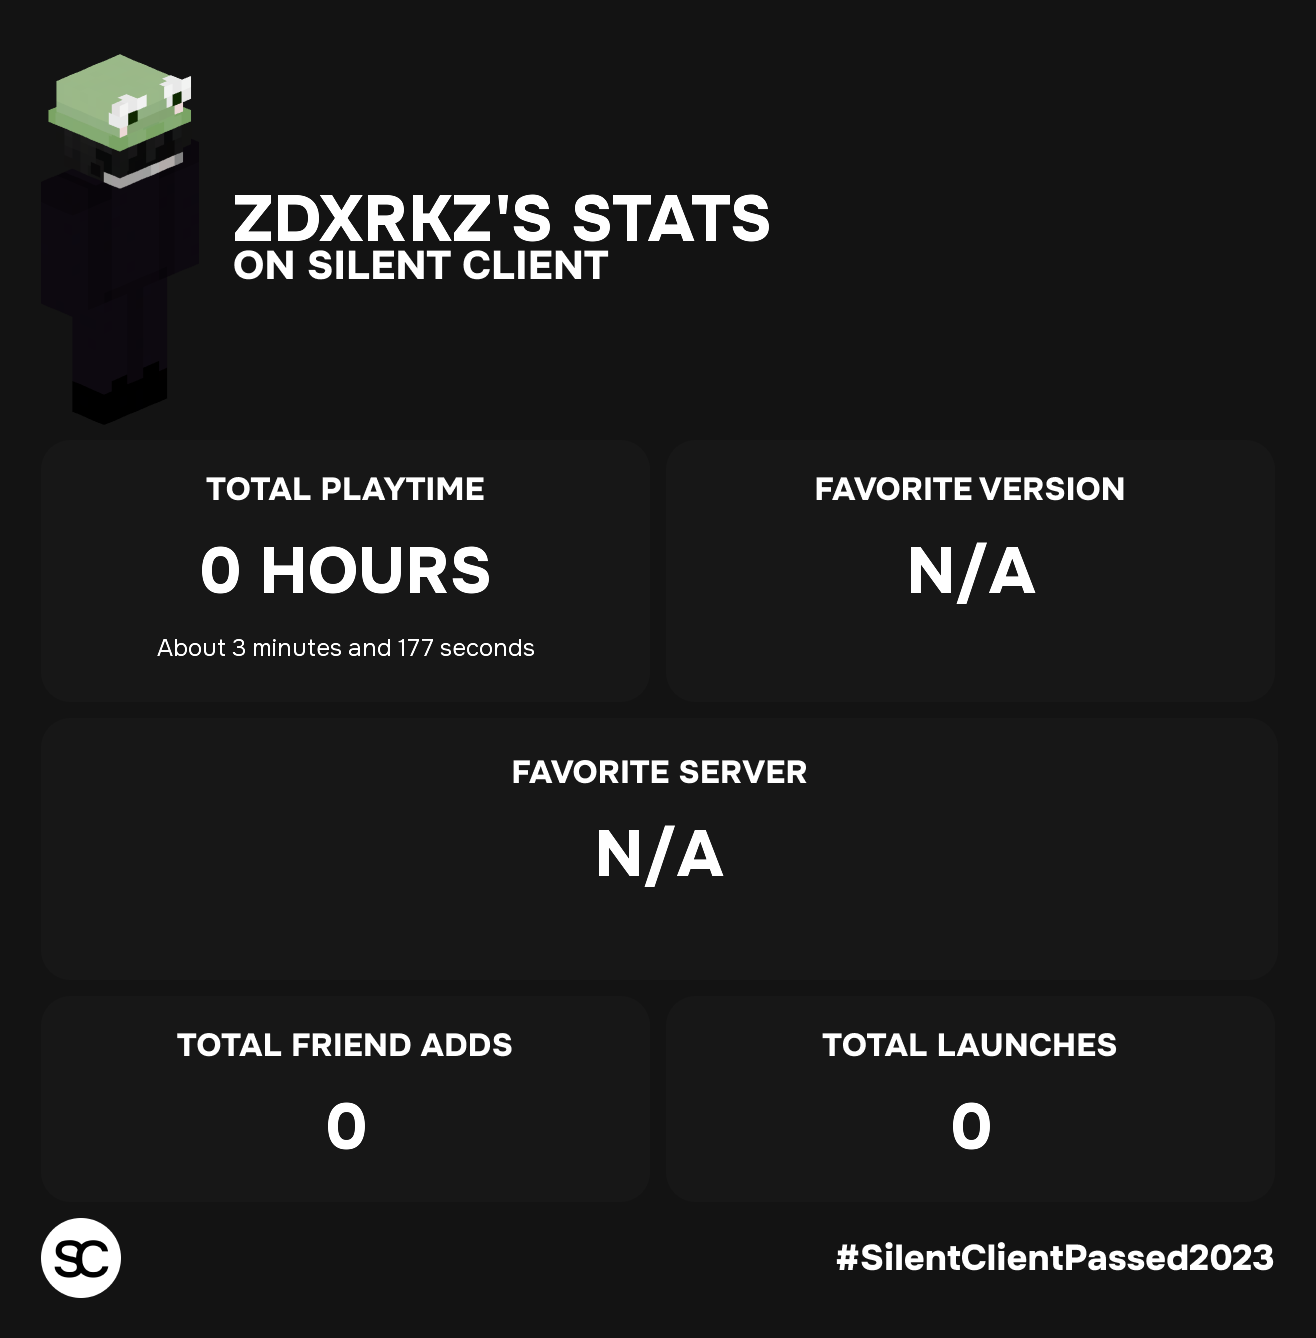 ZDXRKZ'S STATS
ON SILENT CLIENT
TOTAL PLAYTIME
0 HOURS
About 3 minutes and 177 seconds
FAVORITE VERSION
N/A
FAVORITE SERVER
N/A
TOTAL FRIEND ADDS
0
TOTAL LAUNCHES
0
SC
#SilentClientPassed2023